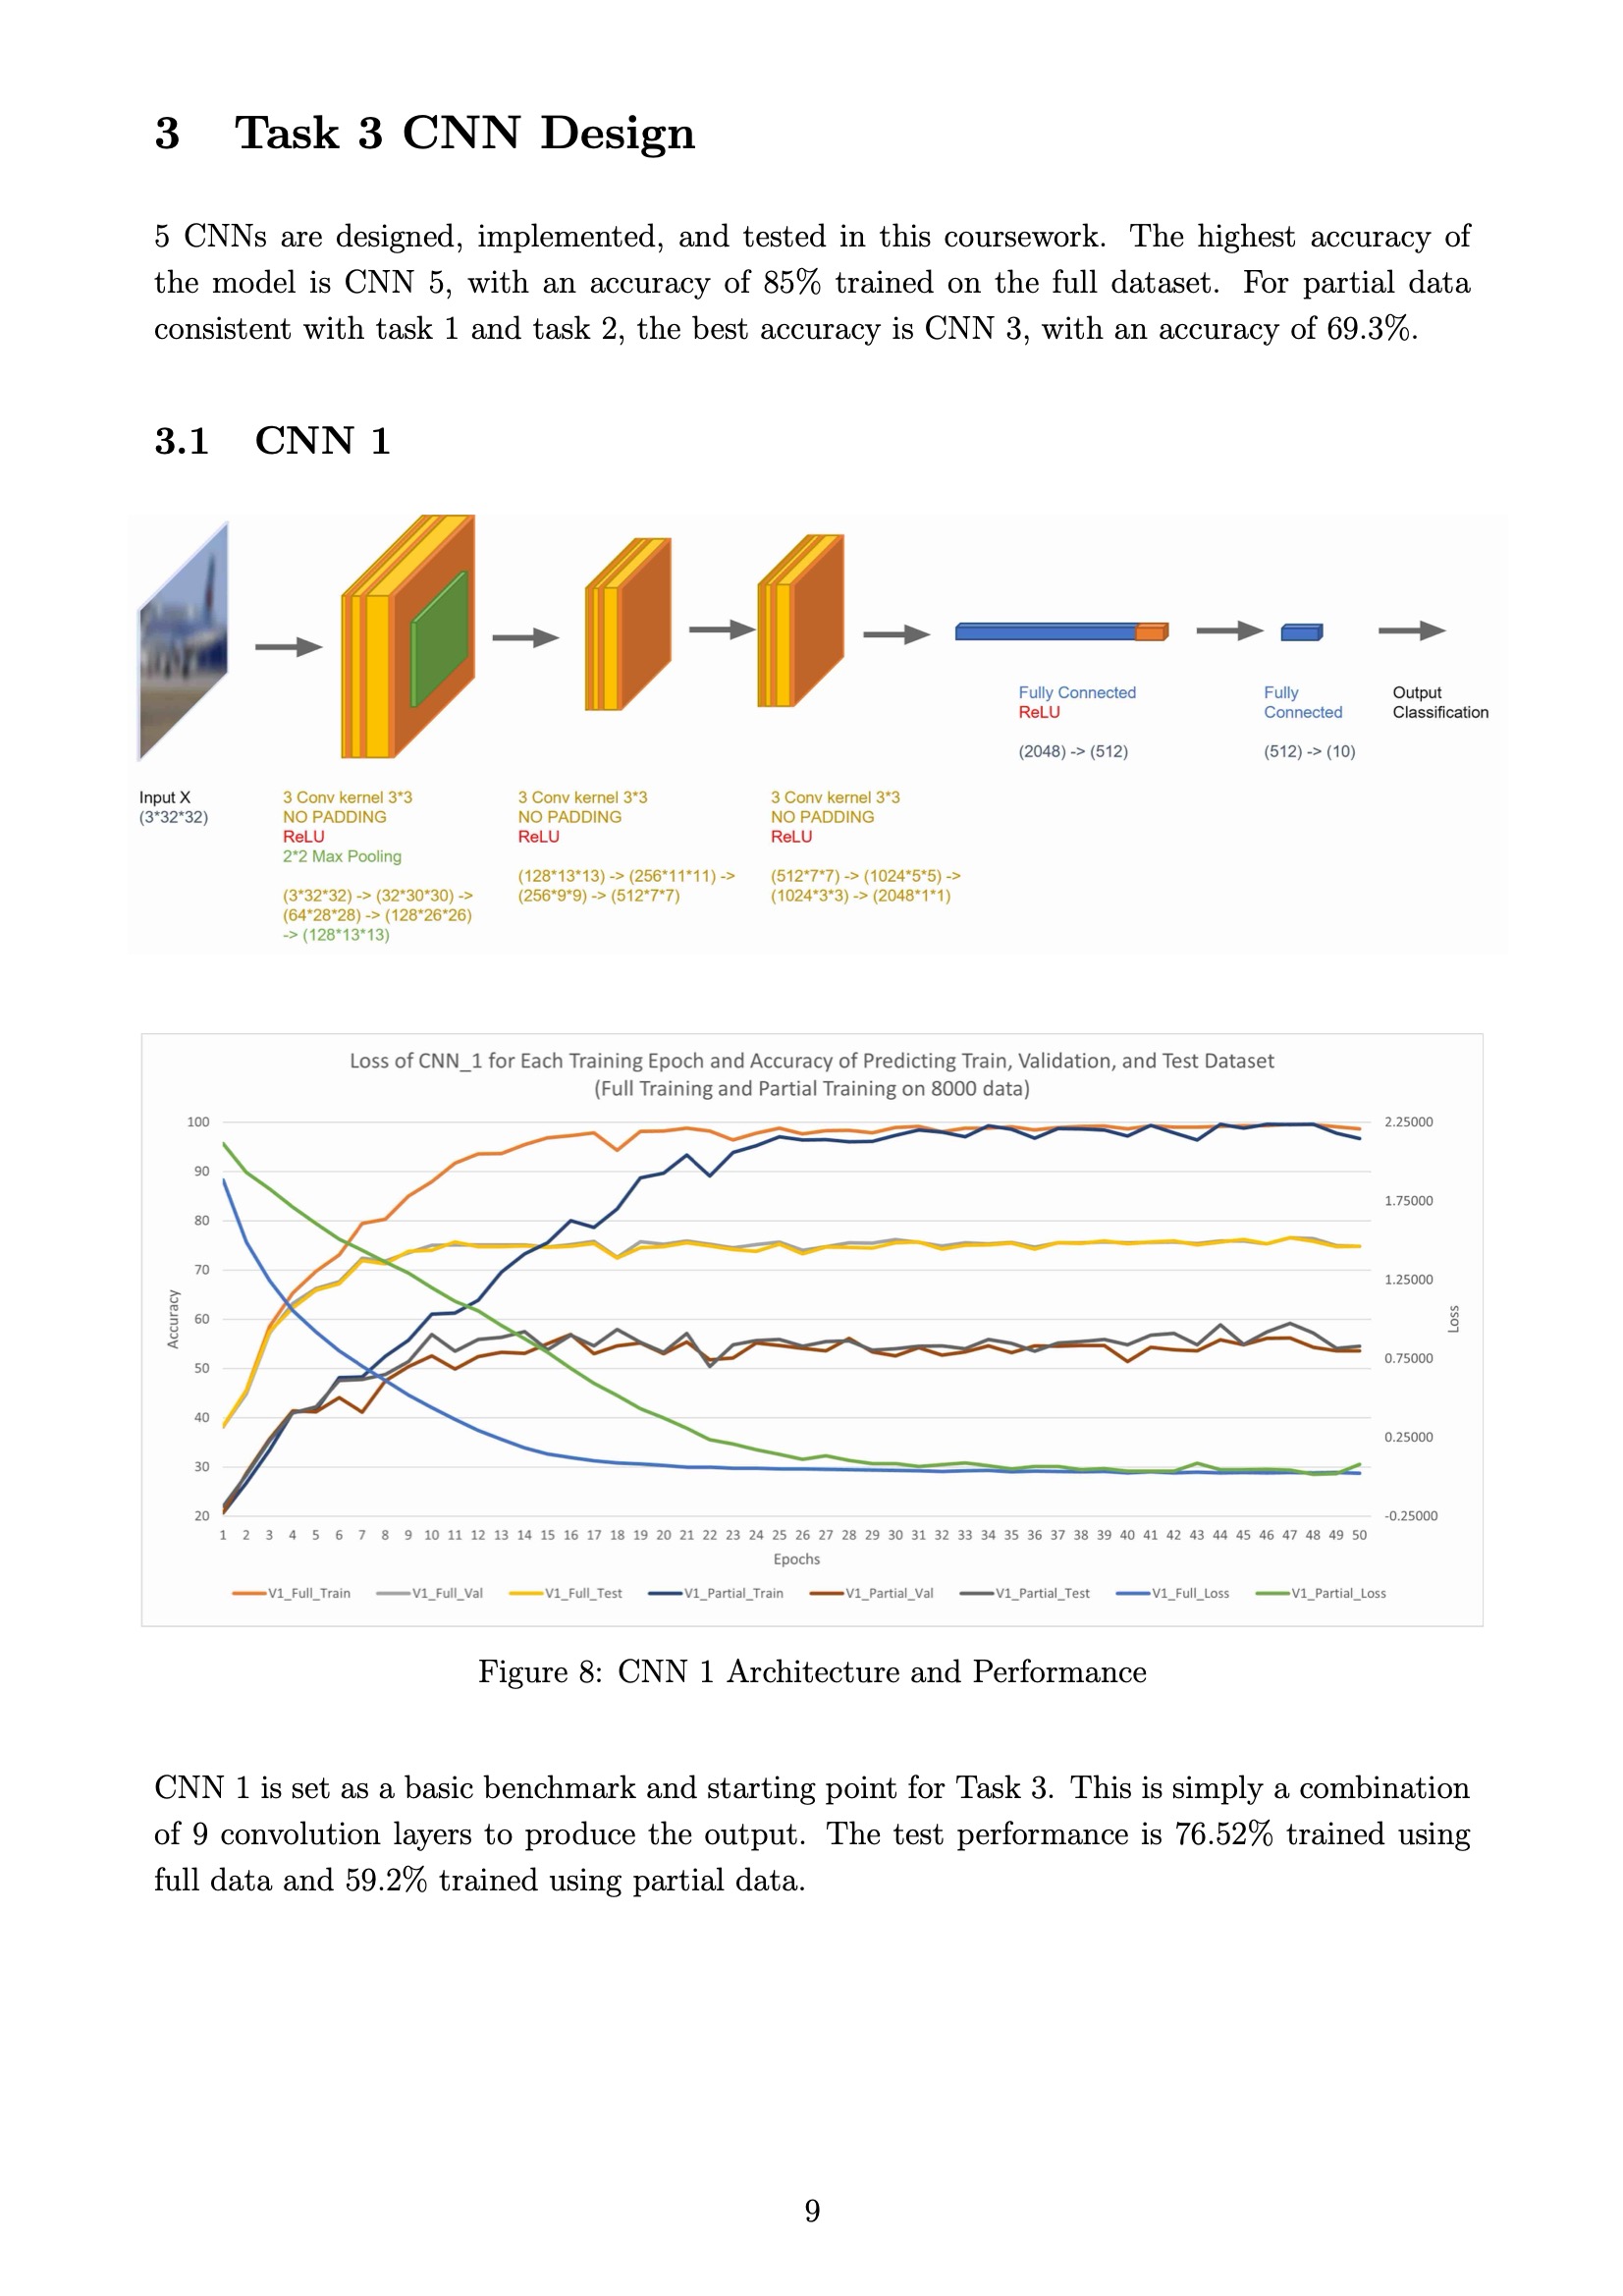 3 Task 3 CNN Design
5 CNNs are designed, implemented, and tested in this coursework. The highest accuracy of
the model is CNN 5, with an accuracy of 85% trained on the full dataset. For partial data
consistent with task 1 and task 2, the best accuracy is CNN 3, with an accuracy of 69.3%.
3.1 CNN 1
Input X
(3*32*32)
3 Conv kernel 3*3
NO PADDING
ReLU
2*2 Max Pooling
(3*32*32) -> (32*30*30) ->
(64*28*28) -> (128*26*26)
-> (128*13*13)
3 Conv kernel 3*3
NO PADDING
ReLU
(128*13*13) -> (256*11*11) ->
(256*9*9) -> (512*7*7)
3 Conv kernel 3*3
NO PADDING
ReLU
(512*7*7) -> (1024*5*5) ->
(1024*3*3) -> (2048*1*1)
Fully Connected
ReLU
(2048) -> (512)
Fully
Connected
(512) -> (10)
Output
Classification
Loss of CNN_1 for Each Training Epoch and Accuracy of Predicting Train, Validation, and Test Dataset
(Full Training and Partial Training on 8000 data)
Accuracy
100
90
80
70
60
50
40
30
20
2.25000
1.75000
1.25000
0.75000
0.25000
-0.25000
Loss
1 2 3 4 5 6 7 8 9 10 11 12 13 14 15 16 17 18 19 20 21 22 23 24 25 26 27 28 29 30 31 32 33 34 35 36 37 38 39 40 41 42 43 44 45 46 47 48 49 50
Epochs
V1_Full_Train V1_Full_Val V1_Full_Test V1_Partial_Train V1_Partial_Val V1_Partial_Test V1_Full_Loss V1_Partial_Loss
Figure 8: CNN 1 Architecture and Performance
CNN 1 is set as a basic benchmark and starting point for Task 3. This is simply a combination
of 9 convolution layers to produce the output. The test performance is 76.52% trained using
full data and 59.2% trained using partial data.
9